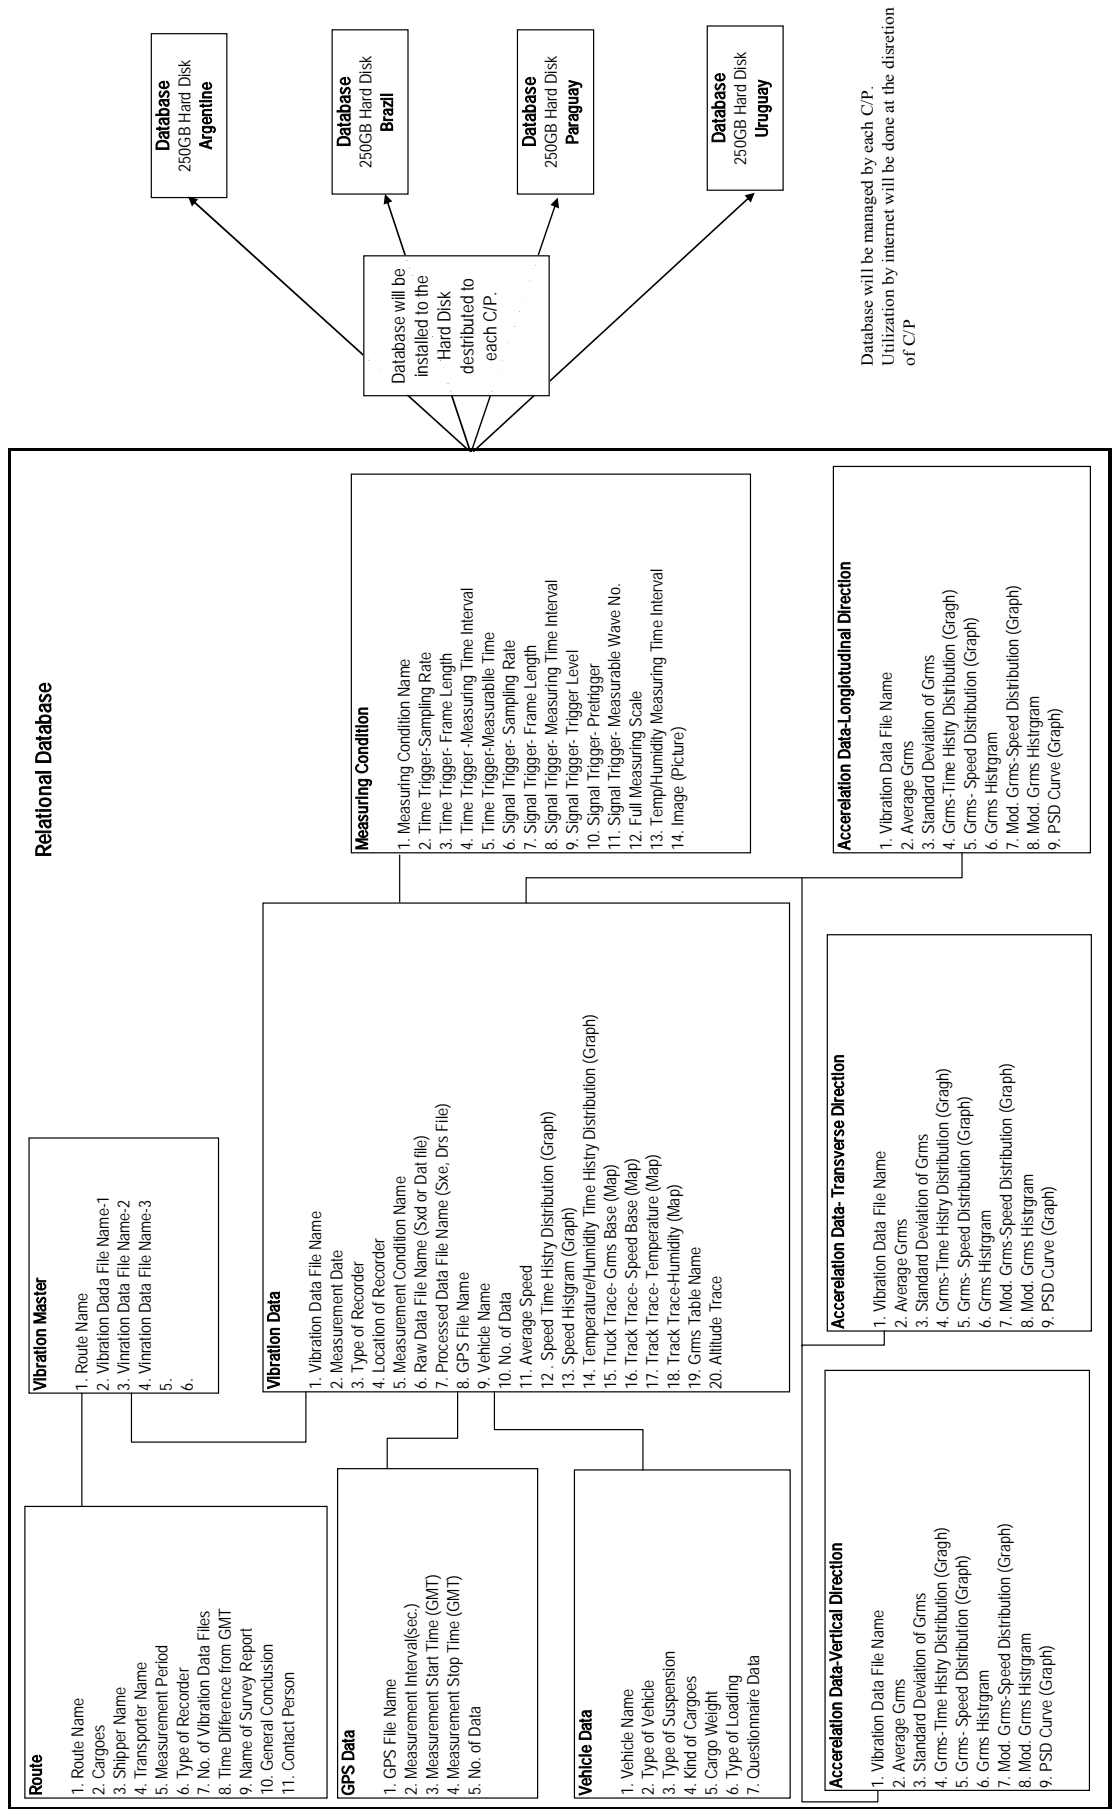 Relational Database
Route
1. Route Name
2. Cargoes
3. Shipper Name
4. Transporter Name
5. Measurement Period
6. Type of Recorder
7. No. of Vibration Data Files
8. Time Difference from GMT
9. Name of Survey Report
10. General Conclusion
11. Contact Person
Vibration Master
1. Route Name
2. Vibration Dada File Name-1
3. Vinration Data File Name-2
4. Vinration Data File Name-3
5.
6.
GPS Data
1. GPS File Name
2. Measurement Interval(sec.)
3. Measurement Start Time (GMT)
4. Measurement Stop Time (GMT)
5. No. of Data
Vehicle Data
1. Vehicle Name
2. Type of Vehicle
3. Type of Suspension
4. Kind of Cargoes
5. Cargo Weight
6. Type of Loading
7. Questionnaire Data
Vibration Data
1. Vibration Data File Name
2. Measurement Date
3. Type of Recorder
4. Location of Recorder
5. Measurement Condition Name
6. Raw Data File Name (Sxd or Dat file)
7. Processed Data File Name (Sxe, Drs File)
8. GPS File Name
9. Vehicle Name
10. No. of Data
11. Average Speed
12 . Speed Time Histry Distribution (Graph)
13. Speed Histgram (Graph)
14. Temperature/Humidity Time Histry Distribution (Graph)
15. Truck Trace- Grms Base (Map)
16. Track Trace- Speed Base (Map)
17. Track Trace- Temperature (Map)
18. Track Trace-Humidity (Map)
19. Grms Table Name
20. Altitude Trace
Measuring Condition
1. Measuring Condition Name
2. Time Trigger-Sampling Rate
3. Time Trigger- Frame Length
4. Time Trigger -Measuring Time Interval
5. Time Trigger-Measurablle Time
6. Signal Trigger- Sampling Rate
7. Signal Trigger- Frame Length
8. Signal Trigger- Measuring Time Interval
9. Signal Trigger- Trigger Level
10. Signal Trigger- Pretrigger
11. Signal Trigger- Measurable Wave No.
12. Full Measuring Scale
13. Temp/Humidity Measuring Time Interval
14. Image (Picture)
Accerelation Data-Vertical Direction
1. Vibration Data File Name
2. Average Grms
3. Standard Deviation of Grms
4. Grms-Time Histry Distribution (Gragh)
5. Grms- Speed Distribution (Graph)
6. Grms Histrgram
7. Mod. Grms-Speed Distribution (Graph)
8. Mod. Grms Histrgram
9. PSD Curve (Graph)
Accerelation Data- Transverse Direction
1. Vibration Data File Name
2. Average Grms
3. Standard Deviation of Grms
4. Grms-Time Histry Distribution (Gragh)
5. Grms- Speed Distribution (Graph)
6. Grms Histrgram
7. Mod. Grms-Speed Distribution (Graph)
8. Mod. Grms Histrgram
9. PSD Curve (Graph)
Accerelation Data-Longiotudinal Direction
1. Vibration Data File Name
2. Average Grms
3. Standard Deviation of Grms
4. Grms-Time Histry Distribution (Gragh)
5. Grms- Speed Distribution (Graph)
6. Grms Histrgram
7. Mod. Grms-Speed Distribution (Graph)
8. Mod. Grms Histrgram
9. PSD Curve (Graph)
Database will be
installed to the
Hard Disk
destributed to
each C/P.
Database
250GB Hard Disk
Argentine
Database
250GB Hard Disk
Brazil
Database
250GB Hard Disk
Paraguay
Database
250GB Hard Disk
Uruguay
Database will be managed by each C/P.
Utilization by internet will be done at the disretion
of C/P